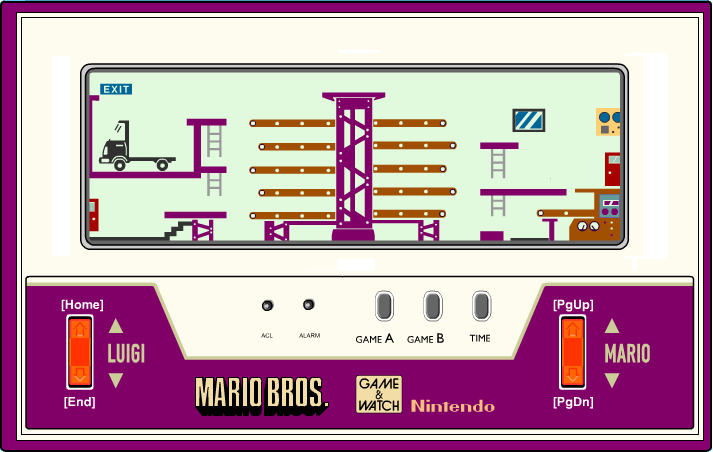 EXIT
[Home]
[PgUp]
LUIGI
ACL
ALARM
GAME A
GAME B
TIME
MARIO
[End]
[PgDn]
MARIO BROS.
GAME
&
WATCH
Nintendo